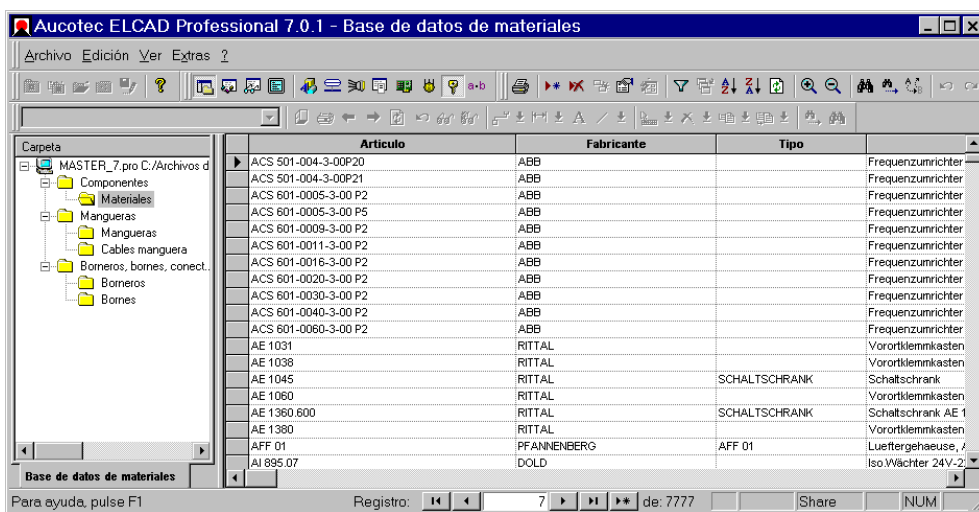 Aucotec ELCAD Professional 7.0.1 - Base de datos de materiales
Archivo Edición Ver Extras ?
a-b
A
Carpeta
MASTER_7.pro C:/Archivos d
Componentes
Materiales
Mangueras
Mangueras
Cables manguera
Borneros, bornes, conect..
Borneros
Bornes
Base de datos de materiales
Articulo Fabricante Tipo
ACS 501-004-3-00P20 ABB Frequenzumrichter
ACS 501-004-3-00P21 ABB Frequenzumrichter
ACS 601-0005-3-00 P2 ABB Frequenzumrichter
ACS 601-0005-3-00 P5 ABB Frequenzumrichter
ACS 601-0009-3-00 P2 ABB Frequenzumrichter
ACS 601-0011-3-00 P2 ABB Frequenzumrichter
ACS 601-0016-3-00 P2 ABB Frequenzumrichter
ACS 601-0020-3-00 P2 ABB Frequenzumrichter
ACS 601-0030-3-00 P2 ABB Frequenzumrichter
ACS 601-0040-3-00 P2 ABB Frequenzumrichter
ACS 601-0060-3-00 P2 ABB Frequenzumrichter
AE 1031 RITTAL Vorortklemmkasten
AE 1038 RITTAL Vorortklemmkasten
AE 1045 RITTAL SCHALTSCHRANK Schaltschrank
AE 1060 RITTAL Vorortklemmkasten
AE 1360.600 RITTAL SCHALTSCHRANK Schaltschrank AE 1
AE 1380 RITTAL Vorortklemmkasten
AFF 01 PFANNENBERG AFF 01 Lueftergehaeuse, A
AI 895.07 DOLD Iso.Wächter 24V-2
Para ayuda, pulse F1 Registro: 7 de: 7777 Share NUM